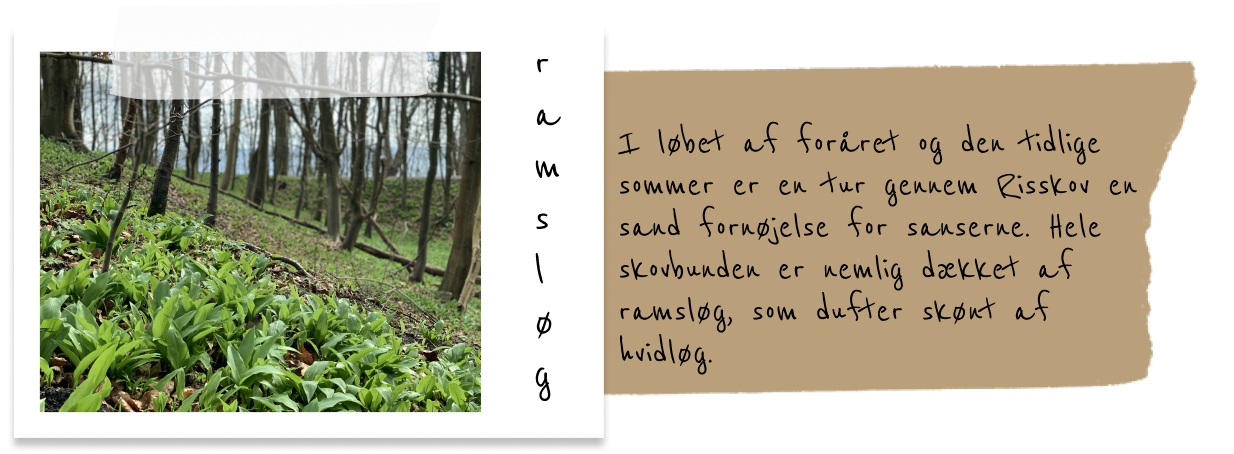 ramsløg
I løbet af foråret og den tidlige
sommer er en tur gennem Risskov en
sand fornøjelse for sanserne. Hele
skovbunden er nemlig dækket af
ramsløg, som dufter skønt af
hvidløg.